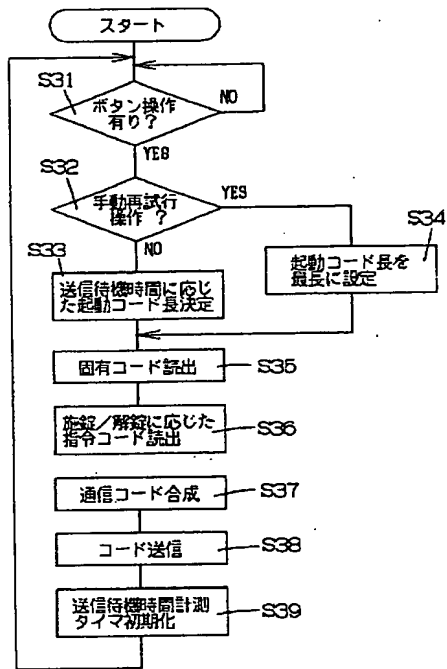 スタート
S31
ボタン操作
有り?
NO
YES
S32
手動再試行
操作 ?
YES
NO
S33
送信待機時間に応じ
た起動コード長決定
S34
起動コード長を
最長に設定
固有コード読出
S35
施錠/解錠に応じた
指令コード読出
S36
通信コード合成
S37
コード送信
S38
送信待機時間計測
タイマ初期化
S39